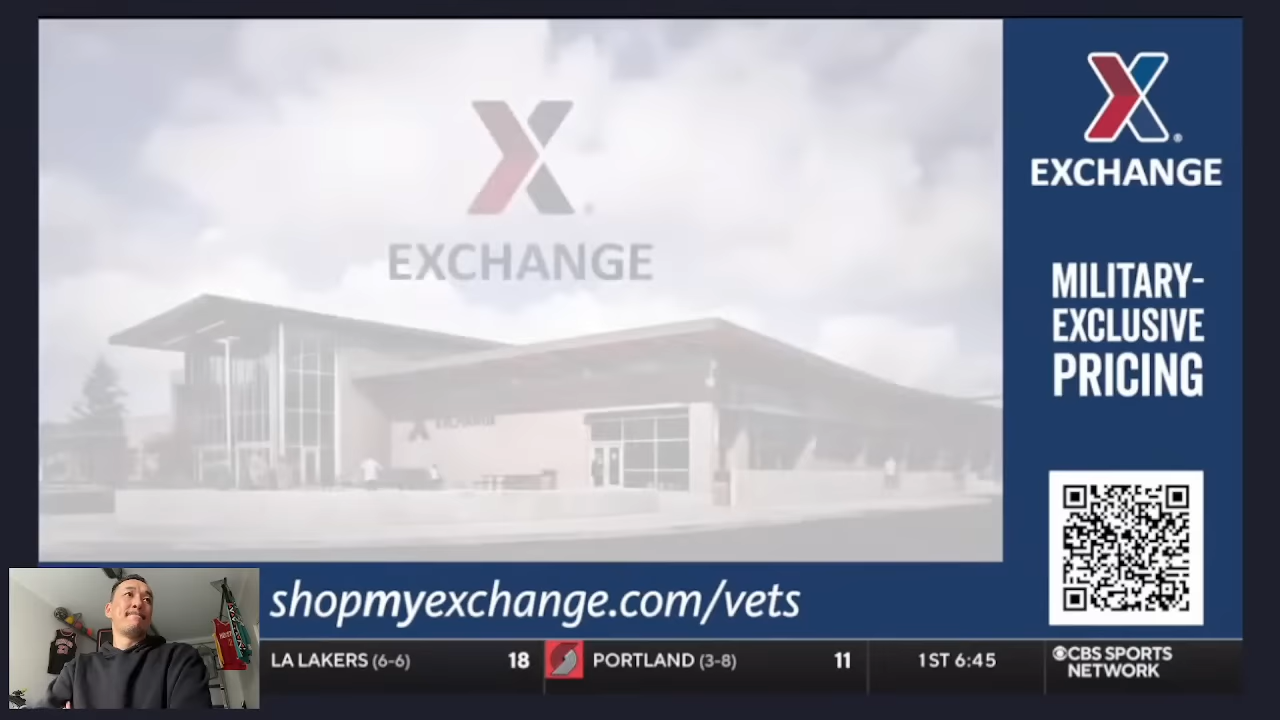 EXCHANGE
EXCHANGE
EXCHANGE
MILITARY-
EXCLUSIVE
PRICING
shopmyexchange.com/vets
LA LAKERS (6-6) 18 PORTLAND (3-8) 11 1ST 6:45
CBS SPORTS
NETWORK